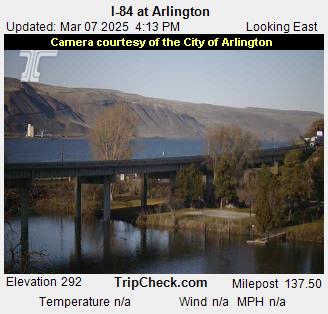 I-84 at Arlington
Updated: Mar 07 2025  4:13 PM Looking East
Camera courtesy of the City of Arlington
Elevation 292 TripCheck.com Milepost 137.50
Temperature n/a Wind n/a MPH n/a